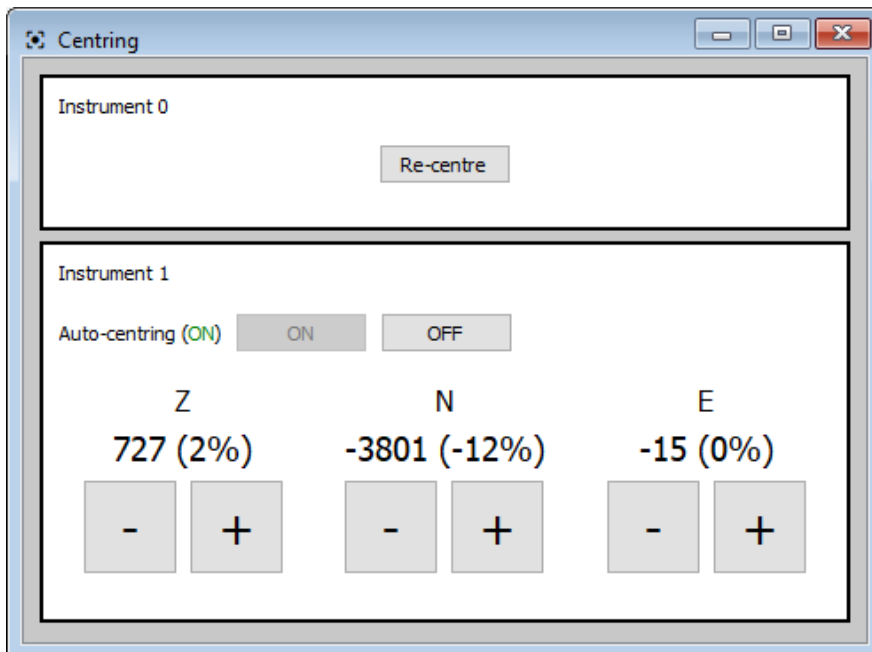 Centring
Instrument 0
Re-centre
Instrument 1
Auto-centring (ON) ON OFF
Z N E
727 (2%) -3801 (-12%) -15 (0%)
- + - + - +